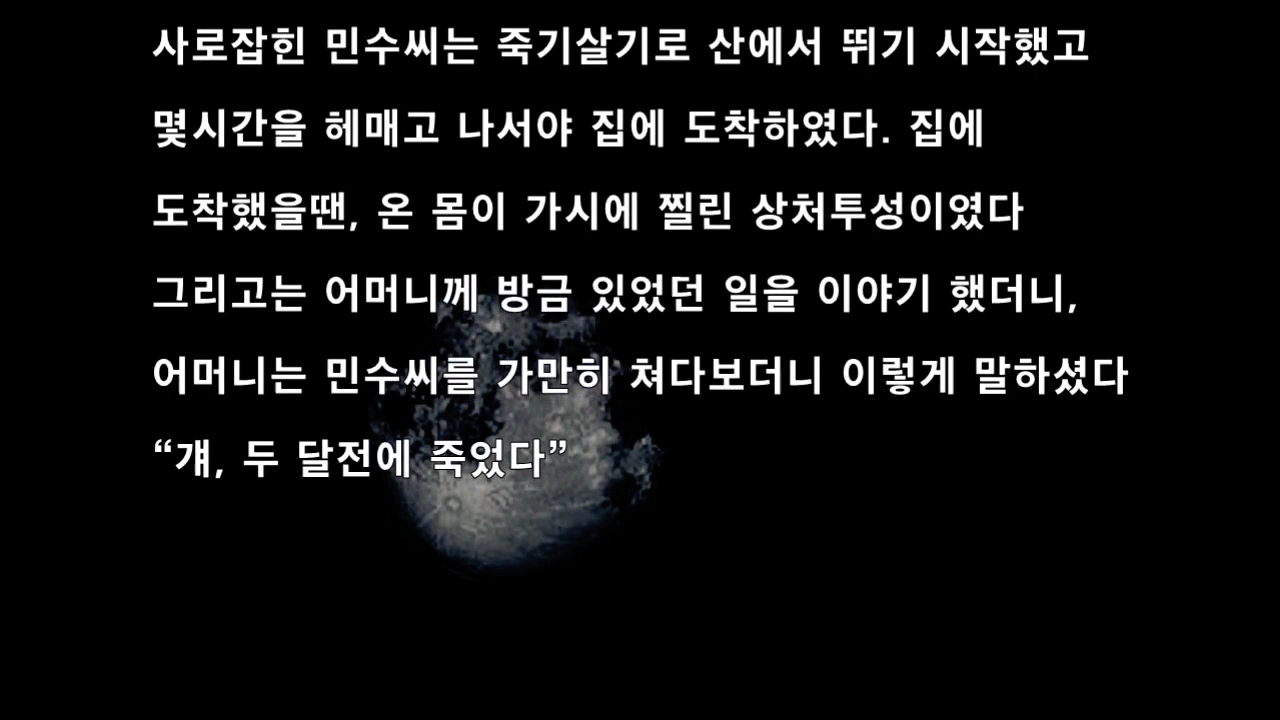 사로잡힌 민수씨는 죽기살기로 산에서 뛰기 시작했고
몇시간을 헤매고 나서야 집에 도착하였다. 집에
도착했을땐, 온 몸이 가시에 찔린 상처투성이였다
그리고는 어머니께 방금 있었던 일을 이야기 했더니,
어머니는 민수씨를 가만히 쳐다보더니 이렇게 말하셨다
“걔, 두 달전에 죽었다”